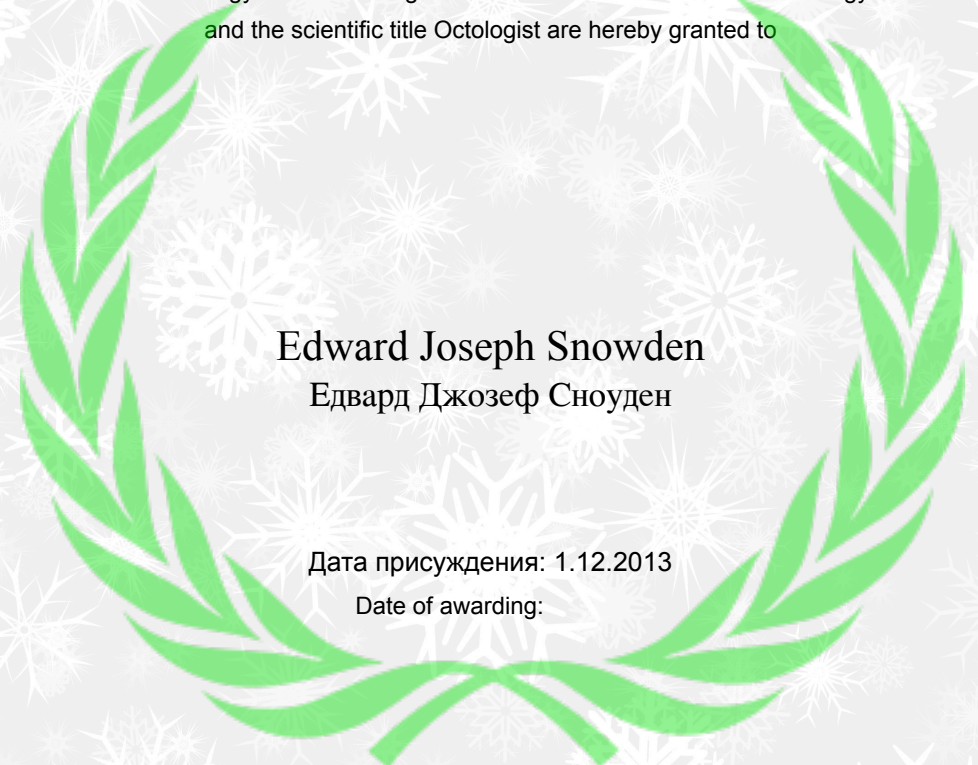 and the scientific title Octologist are hereby granted to
Edward Joseph Snowden
Едвард Джозеф Сноуден
Дата присуждения: 1.12.2013
Date of awarding: